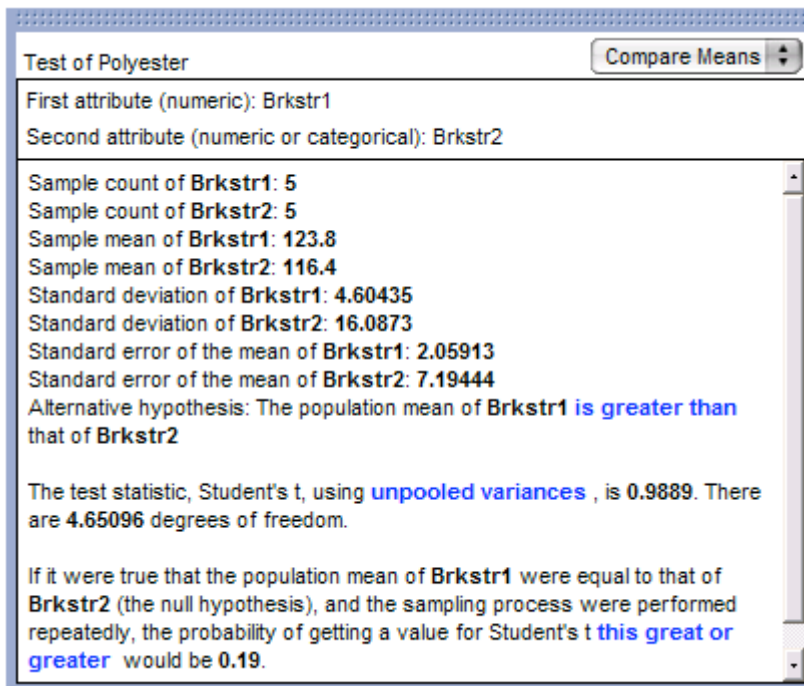 Test of Polyester
Compare Means
First attribute (numeric): Brkstr1
Second attribute (numeric or categorical): Brkstr2
Sample count of Brkstr1: 5
Sample count of Brkstr2: 5
Sample mean of Brkstr1: 123.8
Sample mean of Brkstr2: 116.4
Standard deviation of Brkstr1: 4.60435
Standard deviation of Brkstr2: 16.0873
Standard error of the mean of Brkstr1: 2.05913
Standard error of the mean of Brkstr2: 7.19444
Alternative hypothesis: The population mean of Brkstr1 is greater than
that of Brkstr2
The test statistic, Student's t, using unpooled variances , is 0.9889. There
are 4.65096 degrees of freedom.
If it were true that the population mean of Brkstr1 were equal to that of
Brkstr2 (the null hypothesis), and the sampling process were performed
repeatedly, the probability of getting a value for Student's t this great or
greater would be 0.19.